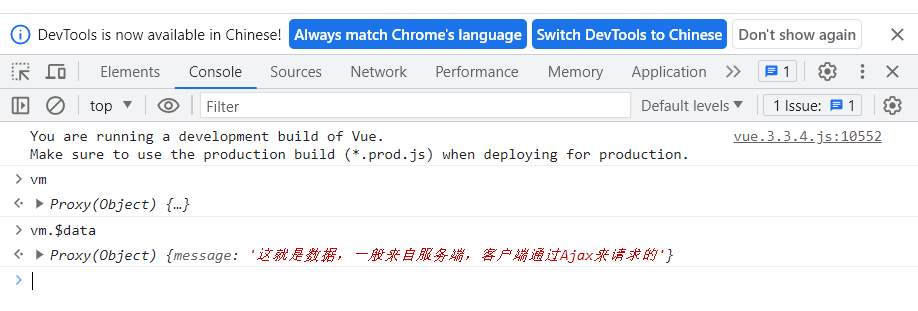 DevTools is now available in Chinese! Always match Chrome's language Switch DevTools to Chinese Don't show again
Elements Console Sources Network Performance Memory Application 1
top Filter Default levels 1 Issue: 1
You are running a development build of Vue. vue.3.3.4.js:10552
Make sure to use the production build (*.prod.js) when deploying for production.
vm
Proxy(Object) {…}
vm.$data
Proxy(Object) {message: '这就是数据，一般来自服务端，客户端通过Ajax来请求的'}